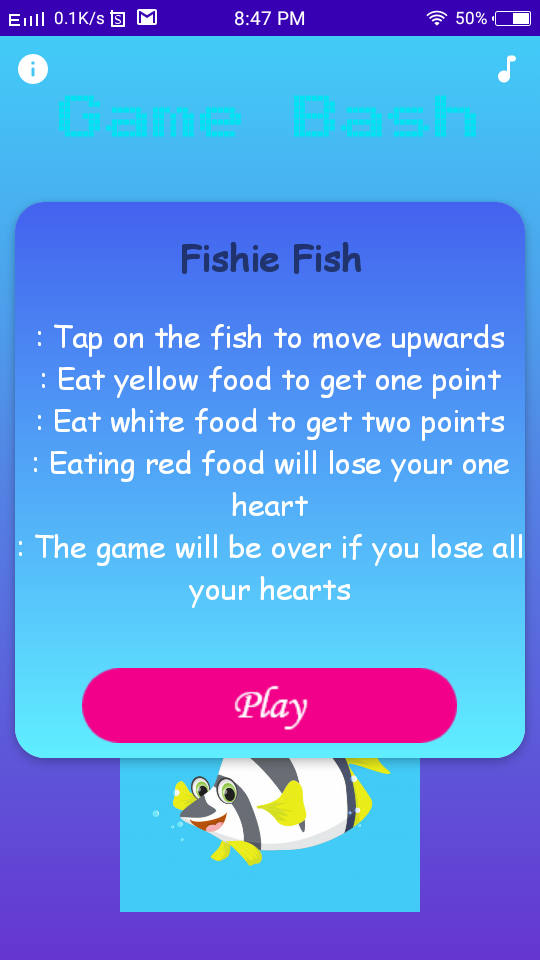 0.1K/s 8:47 PM 50%
Game Bash
Fishie Fish
: Tap on the fish to move upwards
: Eat yellow food to get one point
: Eat white food to get two points
: Eating red food will lose your one
heart
: The game will be over if you lose all
your hearts
Play